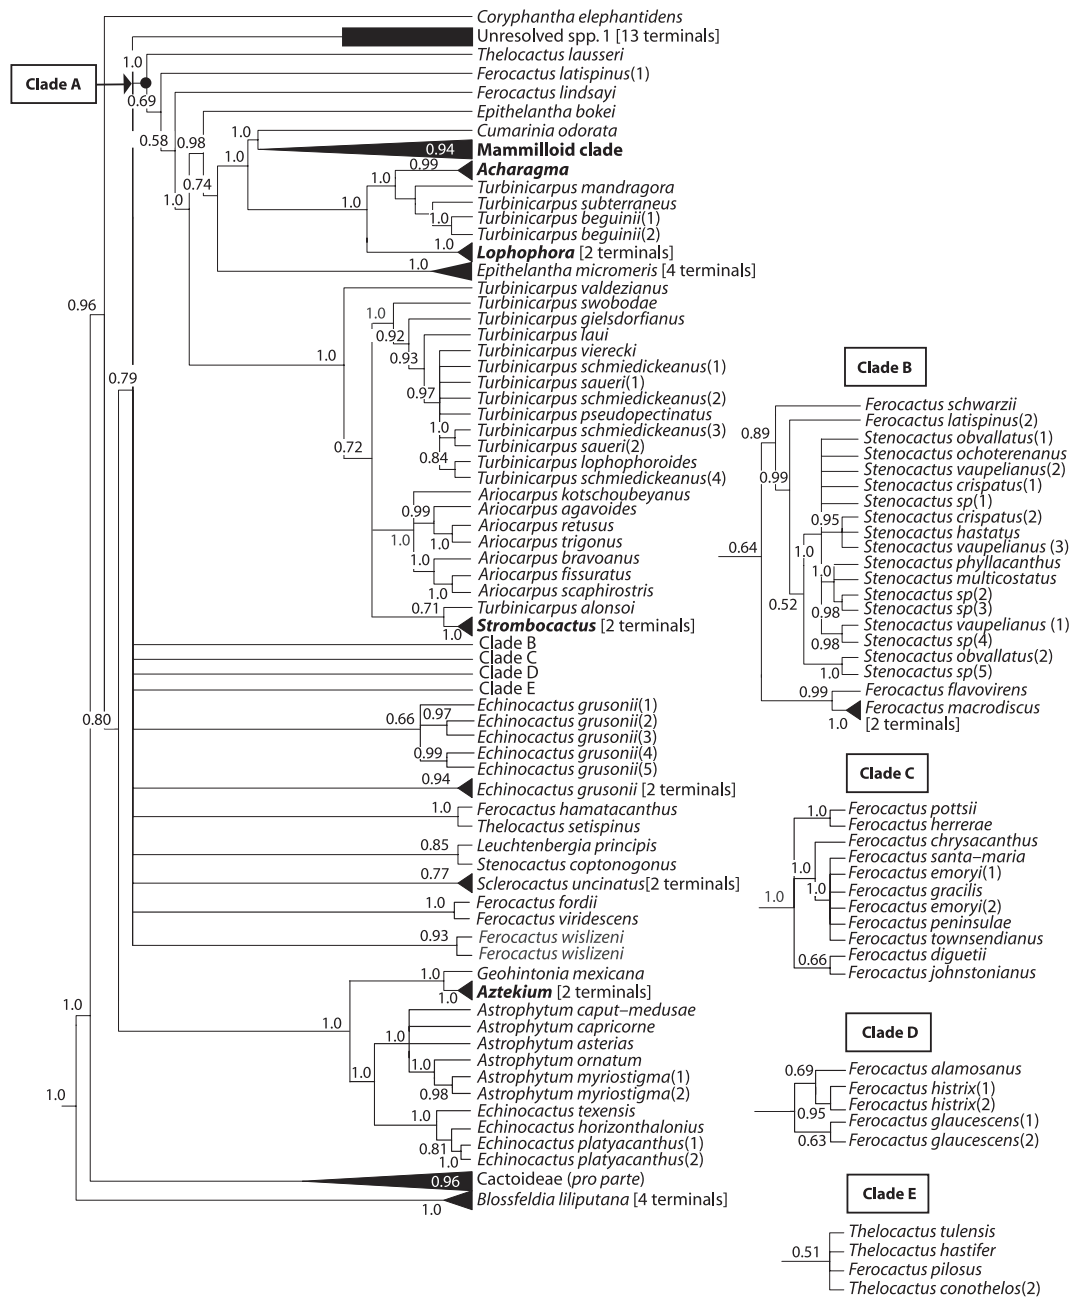 Coryphantha elephantidens
Unresolved spp. 1 [13 terminals]
1.0
Thelocactus lausseri
Clade A
Ferocactus latispinus(1)
0.69
Ferocactus lindsayi
Epithelantha bokei
0.58
0.98
1.0
Cumarinia odorata
0.94
Mammilloid clade
1.0
0.99
Acharagma
0.74
1.0
Turbinicarpus mandragora
1.0
1.0
Turbinicarpus subterraneus
1.0
Turbinicarpus beguinii(1)
Turbinicarpus beguinii(2)
1.0
Lophophora [2 terminals]
1.0
Epithelantha micromeris [4 terminals]
Turbinicarpus valdezianus
0.96
Turbinicarpus swobodae
1.0
Turbinicarpus gielsdorfianus
0.92
Turbinicarpus laui
1.0
0.93
Turbinicarpus vierecki
Turbinicarpus schmiedickeanus(1)
0.79
Turbinicarpus saueri(1)
0.97
Turbinicarpus schmiedickeanus(2)
Turbinicarpus pseudopectinatus
1.0
Turbinicarpus schmiedickeanus(3)
0.72
Turbinicarpus saueri(2)
0.84
Turbinicarpus lophophoroides
Turbinicarpus schmiedickeanus(4)
Ariocarpus kotschoubeyanus
0.99
Ariocarpus agavoides
Ariocarpus retusus
1.0
1.0
Ariocarpus trigonus
1.0
Ariocarpus bravoanus
Ariocarpus fissuratus
1.0
Ariocarpus scaphirostris
0.71
Turbinicarpus alonsoi
1.0
Strombocactus [2 terminals]
Clade B
Clade C
Clade D
Clade E
Echinocactus grusonii(1)
0.80
0.66
0.97
Echinocactus grusonii(2)
Echinocactus grusonii(3)
0.99
Echinocactus grusonii(4)
Echinocactus grusonii(5)
0.94
Echinocactus grusonii [2 terminals]
1.0
Ferocactus hamatacanthus
Thelocactus setispinus
0.85
Leuchtenbergia principis
Stenocactus coptonogonus
0.77
Sclerocactus uncinatus[2 terminals]
1.0
Ferocactus fordii
Ferocactus viridescens
0.93
Ferocactus wislizeni
Ferocactus wislizeni
1.0
Geohintonia mexicana
1.0
Aztekium [2 terminals]
1.0
1.0
Astrophytum caput–medusae
Astrophytum capricorne
1.0
Astrophytum asterias
1.0
1.0
Astrophytum ornatum
Astrophytum myriostigma(1)
1.0
0.98
Astrophytum myriostigma(2)
1.0
Echinocactus texensis
Echinocactus horizonthalonius
0.81
Echinocactus platyacanthus(1)
1.0
Echinocactus platyacanthus(2)
0.96
Cactoideae (pro parte)
1.0
Blossfeldia liliputana [4 terminals]
Clade B
Ferocactus schwarzii
Ferocactus latispinus(2)
0.89
Stenocactus obvallatus(1)
Stenocactus ochoterenanus
0.99
Stenocactus vaupelianus(2)
Stenocactus crispatus(1)
Stenocactus sp(1)
0.95
Stenocactus crispatus(2)
Stenocactus hastatus
0.64
1.0
Stenocactus vaupelianus (3)
Stenocactus phyllacanthus
1.0
Stenocactus multicostatus
Stenocactus sp(2)
0.52
0.98
Stenocactus sp(3)
Stenocactus vaupelianus (1)
0.98
Stenocactus sp(4)
Stenocactus obvallatus(2)
1.0
Stenocactus sp(5)
0.99
Ferocactus flavovirens
Ferocactus macrodiscus
1.0
[2 terminals]
Clade C
1.0
Ferocactus pottsii
Ferocactus herrerae
Ferocactus chrysacanthus
Ferocactus santa–maria
1.0
Ferocactus emoryi(1)
1.0
1.0
Ferocactus gracilis
Ferocactus emoryi(2)
Ferocactus peninsulae
Ferocactus townsendianus
0.66
Ferocactus diguetii
Ferocactus johnstonianus
Clade D
0.69
Ferocactus alamosanus
Ferocactus histrix(1)
0.95
Ferocactus histrix(2)
Ferocactus glaucescens(1)
0.63
Ferocactus glaucescens(2)
Clade E
Thelocactus tulensis
0.51
Thelocactus hastifer
Ferocactus pilosus
Thelocactus conothelos(2)